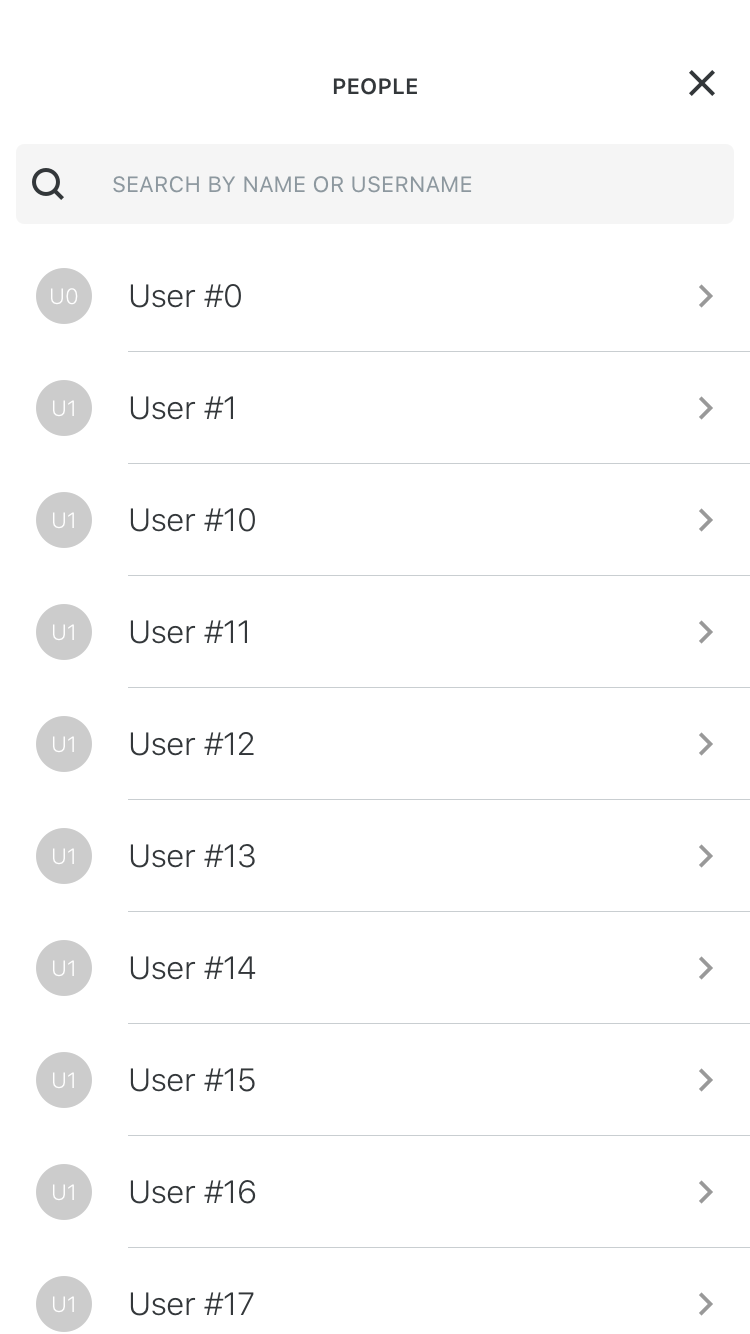 PEOPLE
SEARCH BY NAME OR USERNAME
U0 User #0
U1 User #1
U1 User #10
U1 User #11
U1 User #12
U1 User #13
U1 User #14
U1 User #15
U1 User #16
U1 User #17